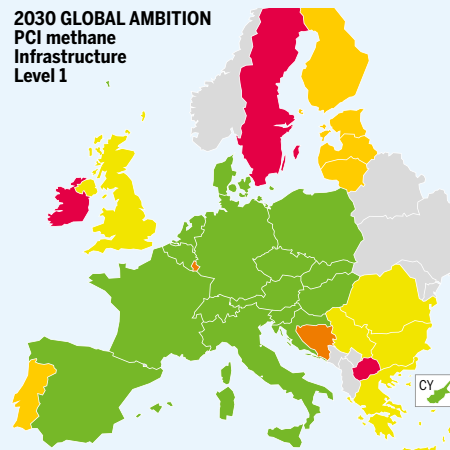 2030 GLOBAL AMBITION
PCI methane
Infrastructure
Level 1
CY